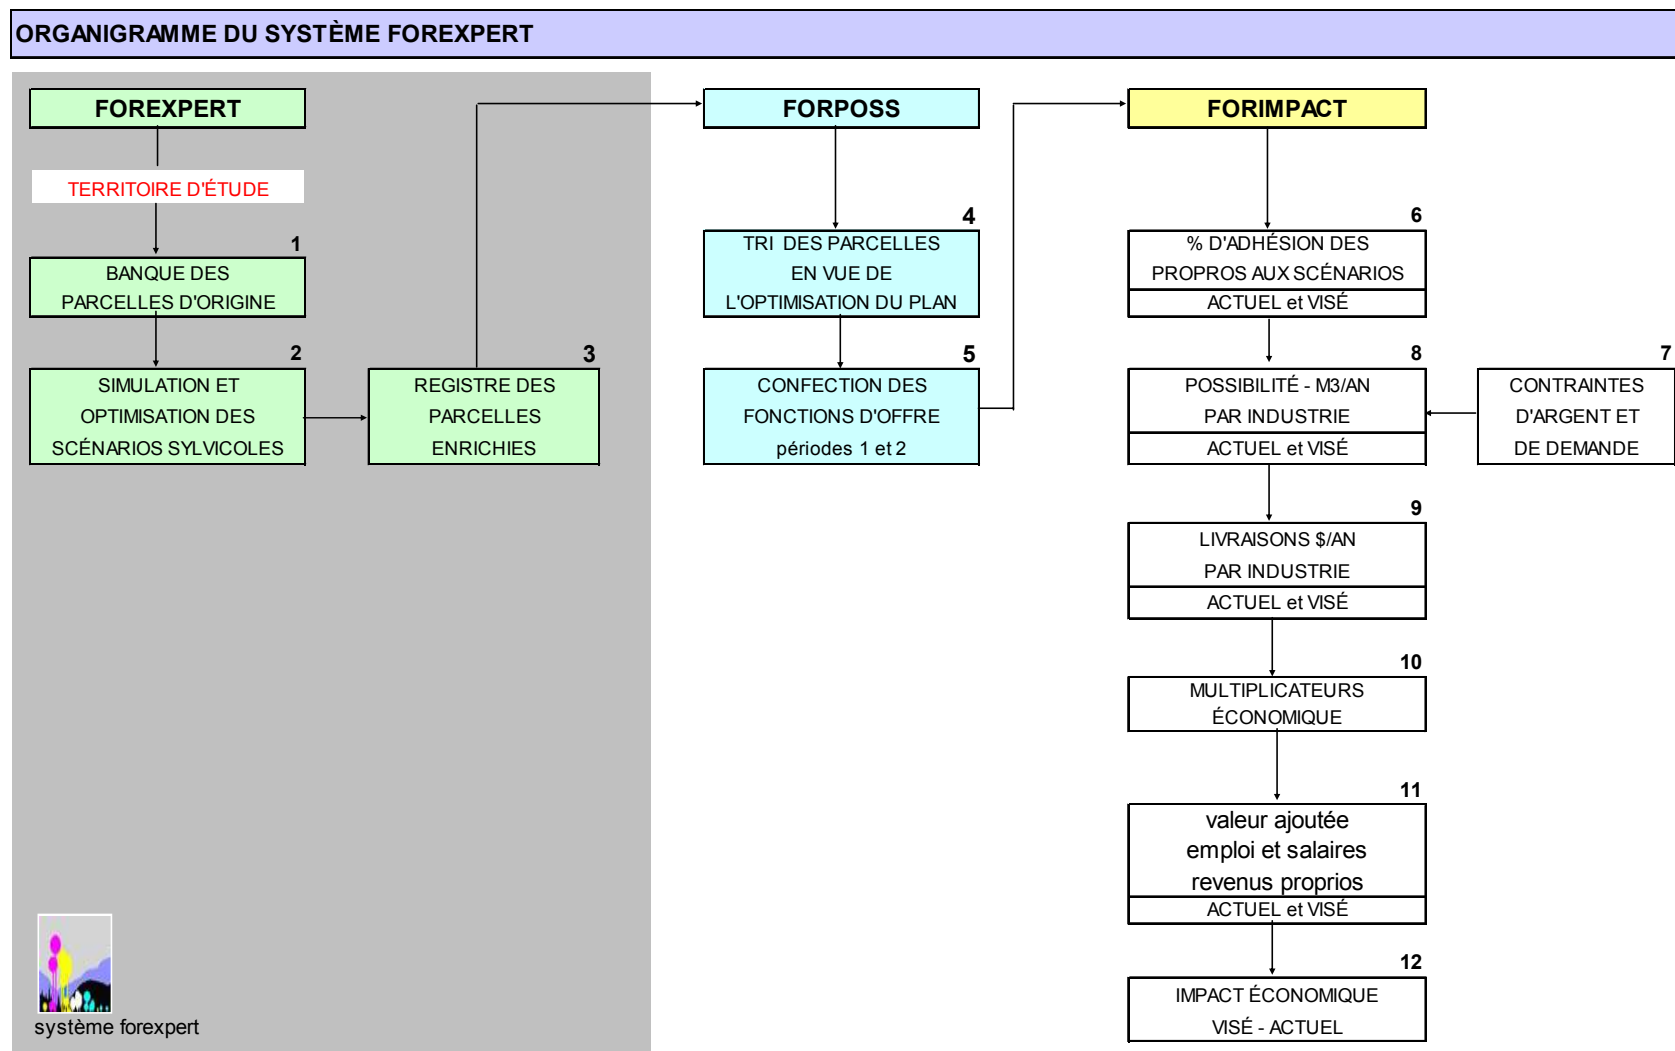 ORGANIGRAMME DU SYSTÈME FOREXPERT
FOREXPERT
TERRITOIRE D'ÉTUDE
1
BANQUE DES
PARCELLES D'ORIGINE
2
SIMULATION ET
OPTIMISATION DES
SCÉNARIOS SYLVICOLES
3
REGISTRE DES
PARCELLES
ENRICHIES
FORPOSS
4
TRI DES PARCELLES
EN VUE DE
L'OPTIMISATION DU PLAN
5
CONFECTION DES
FONCTIONS D'OFFRE
périodes 1 et 2
FORIMPACT
6
% D'ADHÉSION DES
PROPROS AUX SCÉNARIOS
ACTUEL et VISÉ
8
POSSIBILITÉ - M3/AN
PAR INDUSTRIE
ACTUEL et VISÉ
7
CONTRAINTES
D'ARGENT ET
DE DEMANDE
9
LIVRAISONS $/AN
PAR INDUSTRIE
ACTUEL et VISÉ
10
MULTIPLICATEURS
ÉCONOMIQUE
11
valeur ajoutée
emploi et salaires
revenus proprios
ACTUEL et VISÉ
12
IMPACT ÉCONOMIQUE
VISÉ - ACTUEL
système forexpert